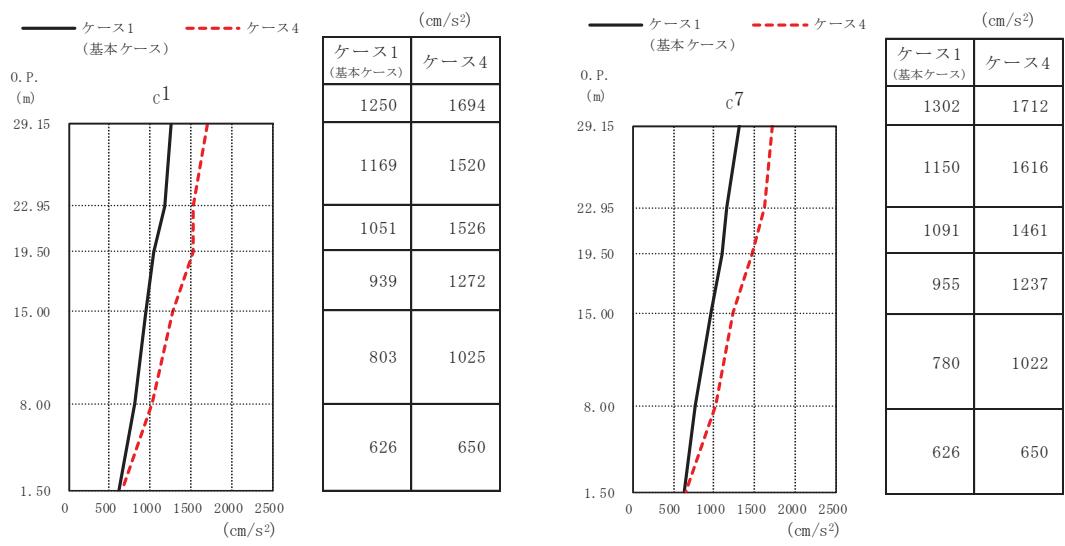 (cm/s²)
ケース1 ケース4
(基本ケース)
ケース1 ケース4
(基本ケース)
O.P.
(m)
C1
1250 1694
29.15
1169 1520
22.95
1051 1526
19.50
939 1272
15.00
803 1025
8.00
626 650
1.50
0 500 1000 1500 2000 2500
(cm/s²)
(cm/s²)
ケース1 ケース4
(基本ケース)
ケース1 ケース4
(基本ケース)
O.P.
(m)
C7
1302 1712
29.15
1150 1616
22.95
1091 1461
19.50
955 1237
15.00
780 1022
8.00
626 650
1.50
0 500 1000 1500 2000 2500
(cm/s²)